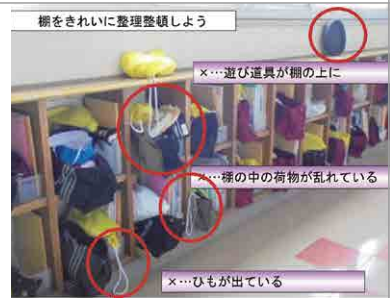 棚をきれいに整理整頓しよう
×…遊び道具が棚の上に
×…棚の中の荷物が乱れている
×…ひもが出ている